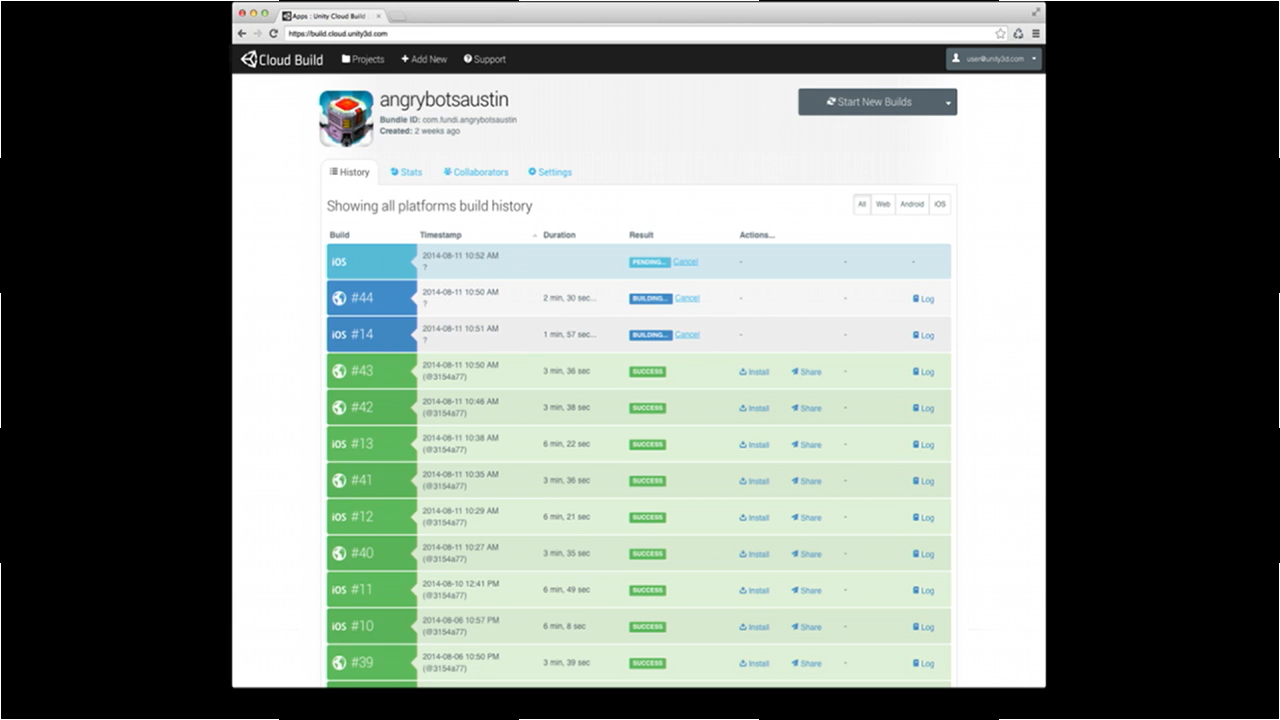 Apps : Unity Cloud Build
https://build.cloud.unity3d.com
Cloud Build Projects Add New Support user@unity3d.com
angrybotsaustin
Start New Builds
Bundle ID: com.fundi.angrybotsaustin
Created: 2 weeks ago
History Stats Collaborators Settings
Showing all platforms build history All Web Android iOS
Build Timestamp Duration Result Actions...
iOS 2014-08-11 10:52 AM PENDING... Cancel - - -
?
#44 2014-08-11 10:50 AM 2 min, 30 sec... BUILDING... Cancel - - Log
?
iOS #14 2014-08-11 10:51 AM 1 min, 57 sec... BUILDING... Cancel - - Log
?
#43 2014-08-11 10:50 AM 3 min, 36 sec SUCCESS Install Share - Log
(@3154a77)
#42 2014-08-11 10:46 AM 3 min, 38 sec SUCCESS Install Share - Log
(@3154a77)
iOS #13 2014-08-11 10:38 AM 6 min, 22 sec SUCCESS Install Share - Log
(@3154a77)
#41 2014-08-11 10:35 AM 3 min, 36 sec SUCCESS Install Share - Log
(@3154a77)
iOS #12 2014-08-11 10:29 AM 6 min, 21 sec SUCCESS Install Share - Log
(@3154a77)
#40 2014-08-11 10:27 AM 3 min, 35 sec SUCCESS Install Share - Log
(@3154a77)
iOS #11 2014-08-10 12:41 PM 6 min, 49 sec SUCCESS Install Share - Log
(@3154a77)
iOS #10 2014-08-06 10:57 PM 6 min, 8 sec SUCCESS Install Share - Log
(@3154a77)
#39 2014-08-06 10:50 PM 3 min, 39 sec SUCCESS Install Share - Log
(@3154a77)